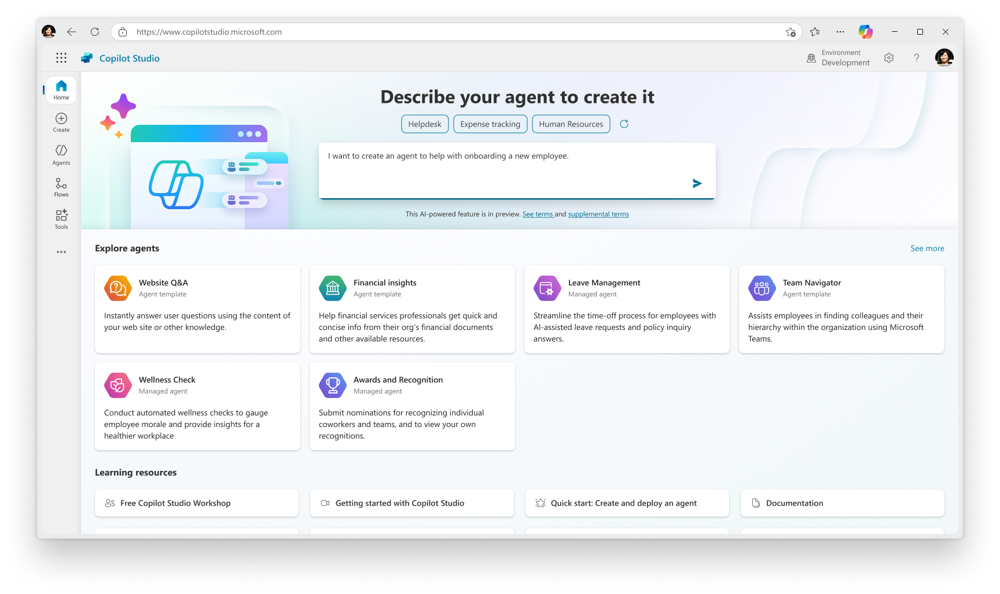 https://www.copilotstudio.microsoft.com
Copilot Studio
Environment
Development
Home
Create
Agents
Flows
Tools
Describe your agent to create it
Helpdesk
Expense tracking
Human Resources
I want to create an agent to help with onboarding a new employee.
This AI-powered feature is in preview. See terms and supplemental terms
Explore agents
See more
Website Q&A
Agent template
Instantly answer user questions using the content of
your web site or other knowledge.
Financial insights
Agent template
Help financial services professionals get quick and
concise info from their org's financial documents
and other available resources.
Leave Management
Managed agent
Streamline the time-off process for employees with
AI-assisted leave requests and policy inquiry
answers.
Team Navigator
Agent template
Assists employees in finding colleagues and their
hierarchy within the organization using Microsoft
Teams.
Wellness Check
Managed agent
Conduct automated wellness checks to gauge
employee morale and provide insights for a
healthier workplace
Awards and Recognition
Managed agent
Submit nominations for recognizing individual
coworkers and teams, and to view your own
recognitions.
Learning resources
Free Copilot Studio Workshop
Getting started with Copilot Studio
Quick start: Create and deploy an agent
Documentation